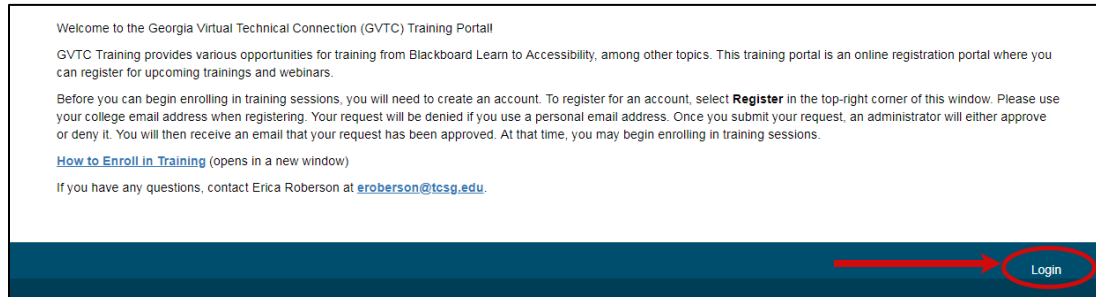 Welcome to the Georgia Virtual Technical Connection (GVTC) Training Portal!
GVTC Training provides various opportunities for training from Blackboard Learn to Accessibility, among other topics. This training portal is an online registration portal where you
can register for upcoming trainings and webinars.
Before you can begin enrolling in training sessions, you will need to create an account. To register for an account, select Register in the top-right corner of this window. Please use
your college email address when registering. Your request will be denied if you use a personal email address. Once you submit your request, an administrator will either approve
or deny it. You will then receive an email that your request has been approved. At that time, you may begin enrolling in training sessions.
How to Enroll in Training (opens in a new window)
If you have any questions, contact Erica Roberson at eroberson@tcsg.edu.
Login